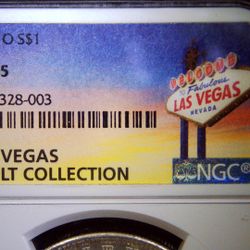 O S$1
5
328-003
VEGAS
LT COLLECTION
WELCOME
TO Fabulous
LAS VEGAS
NEVADA
NGC®